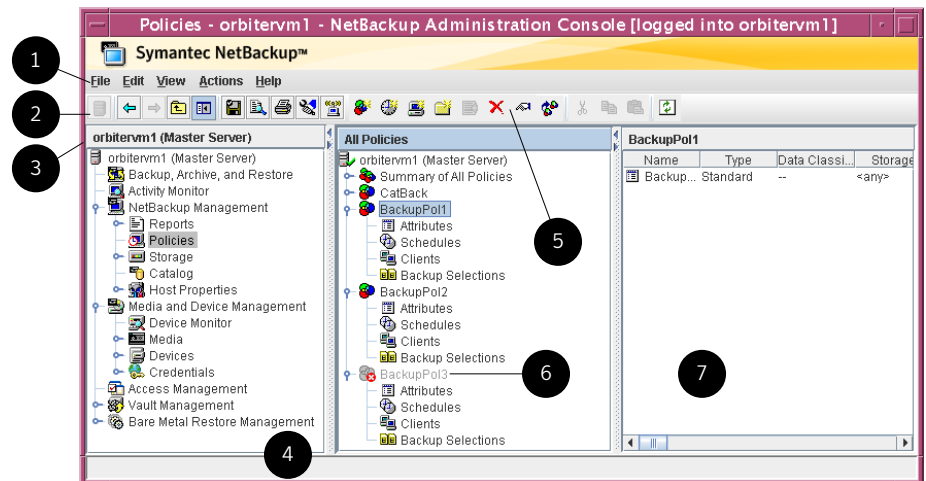 Policies - orbitervm1 - NetBackup Administration Console [logged into orbitervm1]
Symantec NetBackup™
1
File Edit View Actions Help
2
3
orbitervm1 (Master Server)
orbitervm1 (Master Server)
Backup, Archive, and Restore
Activity Monitor
NetBackup Management
Reports
Policies
Storage
Catalog
Host Properties
Media and Device Management
Device Monitor
Media
Devices
Credentials
Access Management
Vault Management
Bare Metal Restore Management
4
All Policies
orbitervm1 (Master Server)
Summary of All Policies
CatBack
BackupPol1
Attributes
Schedules
Clients
Backup Selections
BackupPol2
Attributes
Schedules
Clients
Backup Selections
BackupPol3
Attributes
Schedules
Clients
Backup Selections
5
6
BackupPol1
Name Type Data Classi... Storage
Backup... Standard -- <any>
7